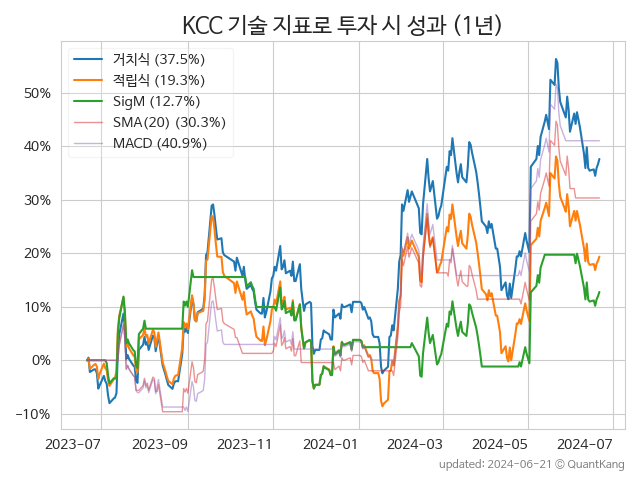 KCC 기술 지표로 투자 시 성과 (1년)
거치식 (37.5%)
적립식 (19.3%)
SigM (12.7%)
SMA(20) (30.3%)
MACD (40.9%)
50%
40%
30%
20%
10%
0%
−10%
2023-07
2023-09
2023-11
2024-01
2024-03
2024-05
2024-07
updated: 2024-06-21 © QuantKang